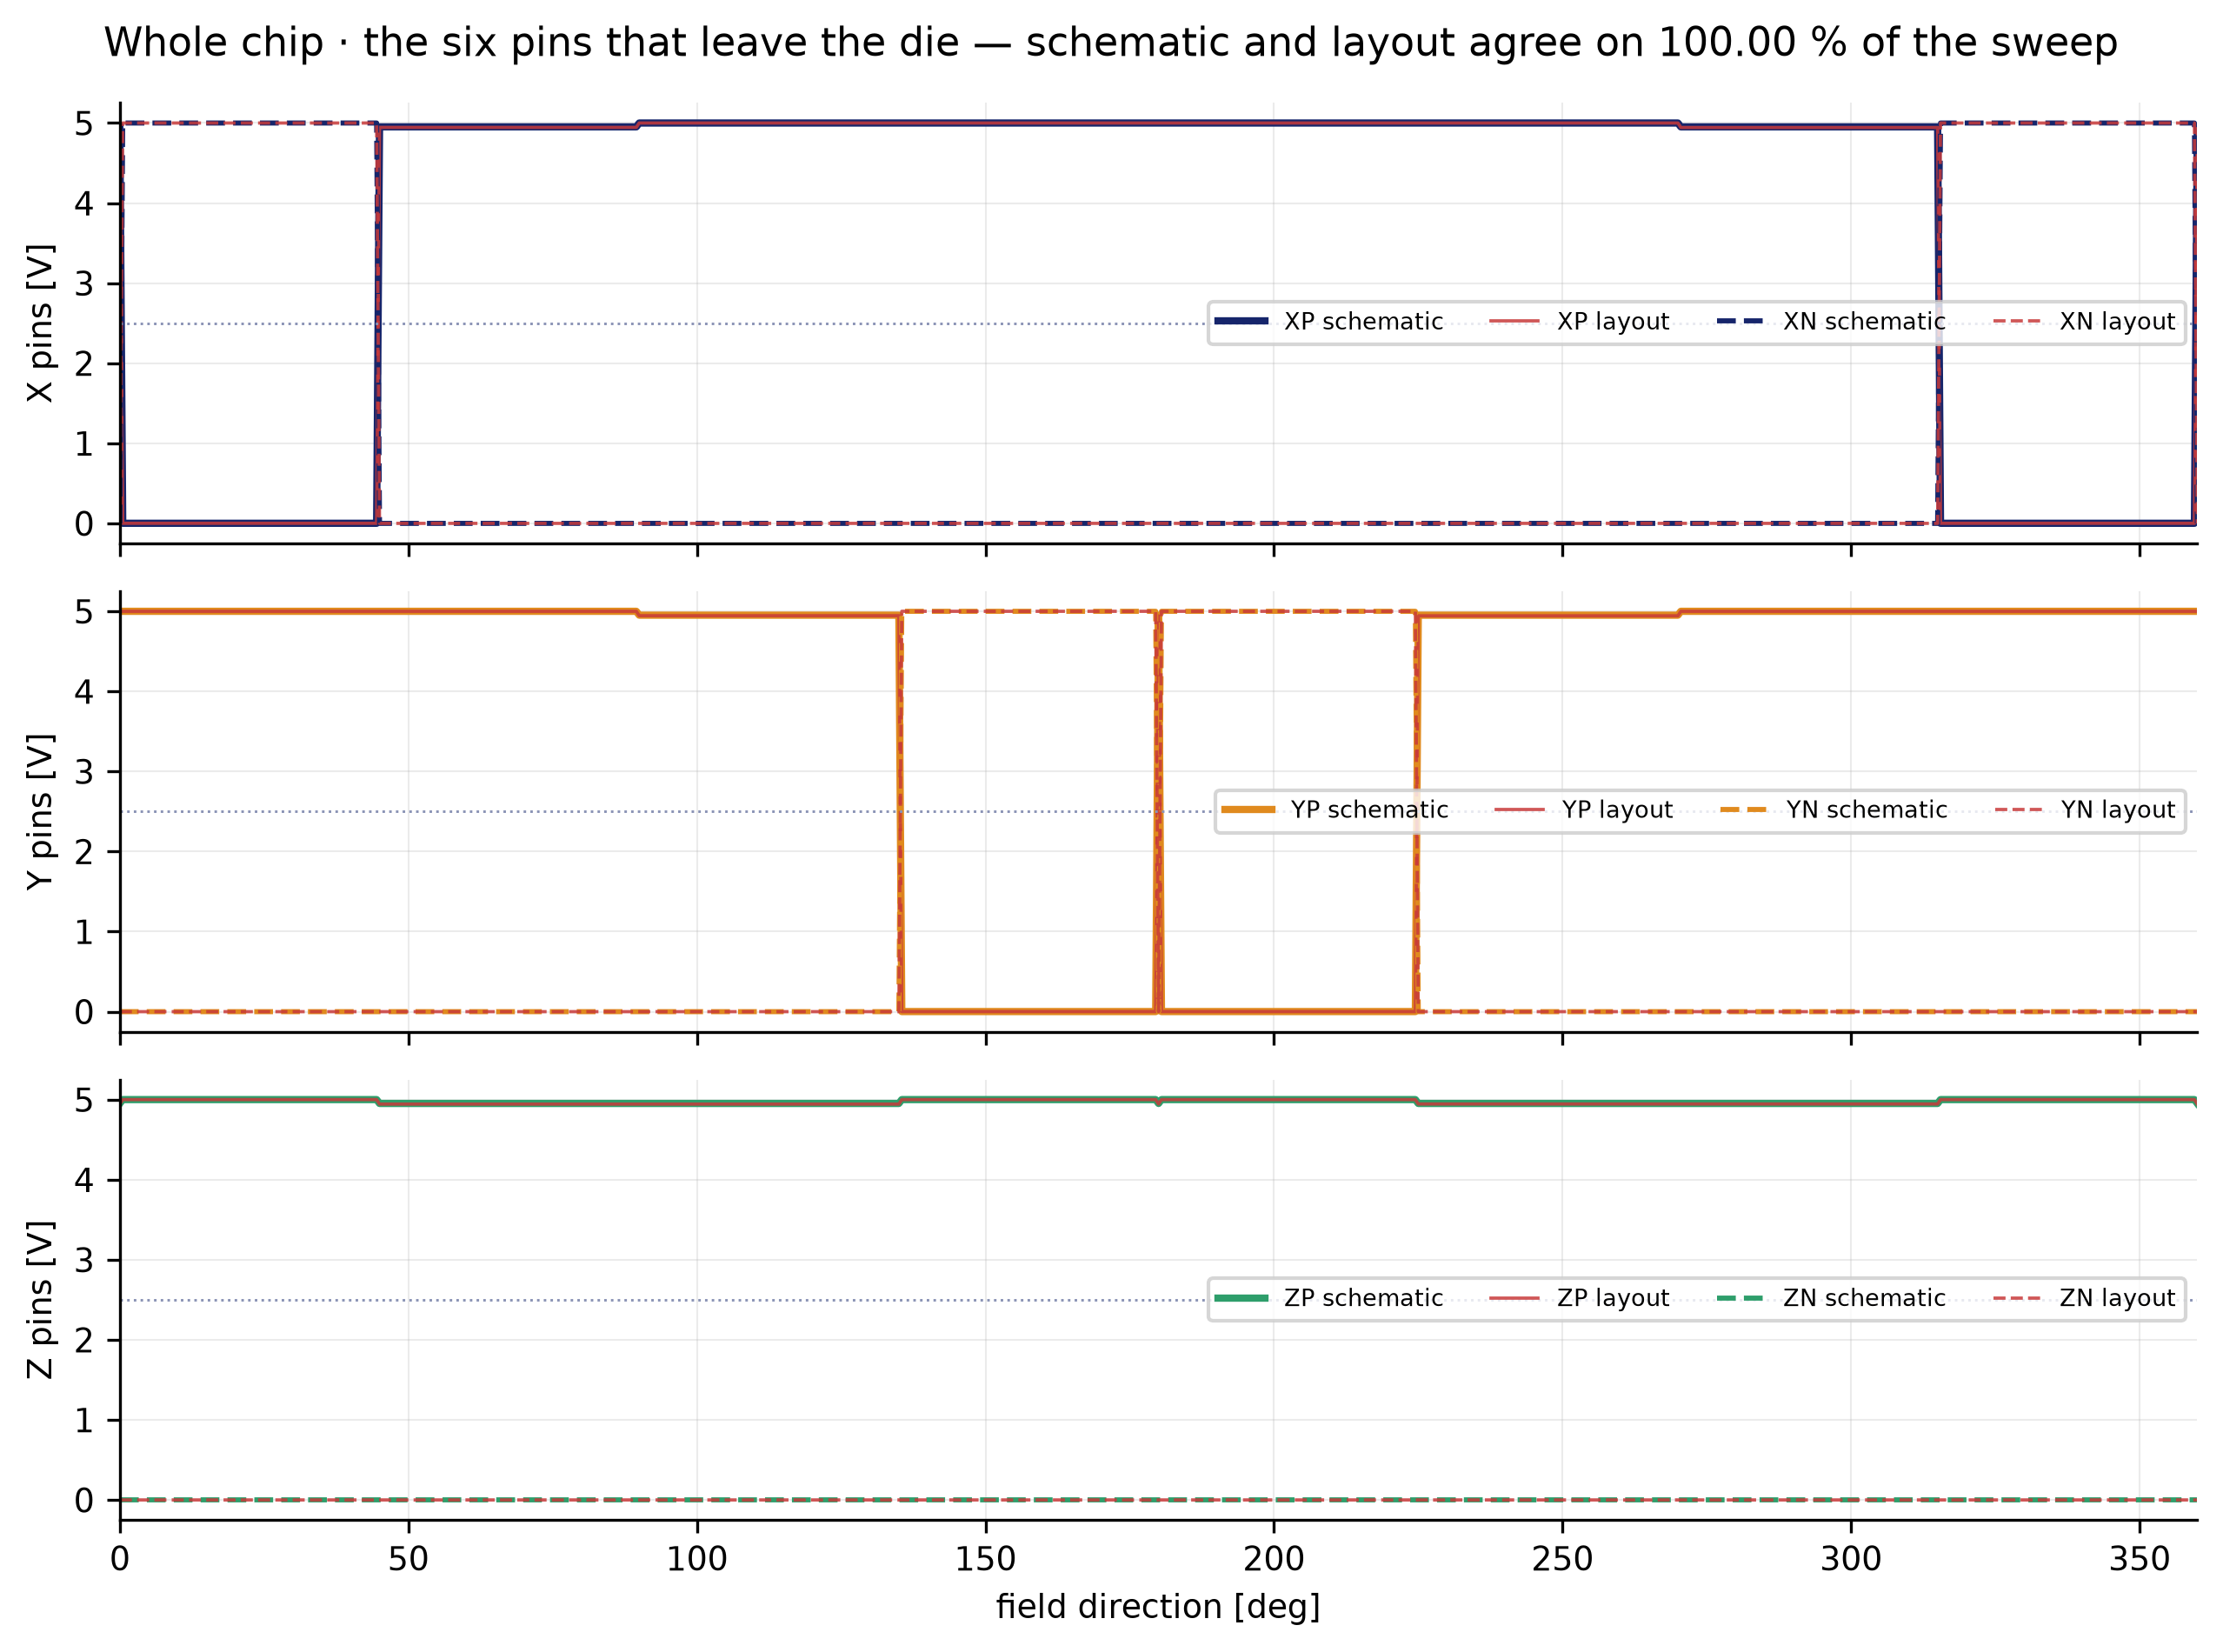 Whole chip · the six pins that leave the die — schematic and layout agree on 100.00 % of the sweep
X pins [V]
5
4
3
2
1
0
XP schematic XP layout XN schematic XN layout
Y pins [V]
5
4
3
2
1
0
YP schematic YP layout YN schematic YN layout
Z pins [V]
5
4
3
2
1
0
ZP schematic ZP layout ZN schematic ZN layout
0 50 100 150 200 250 300 350
field direction [deg]